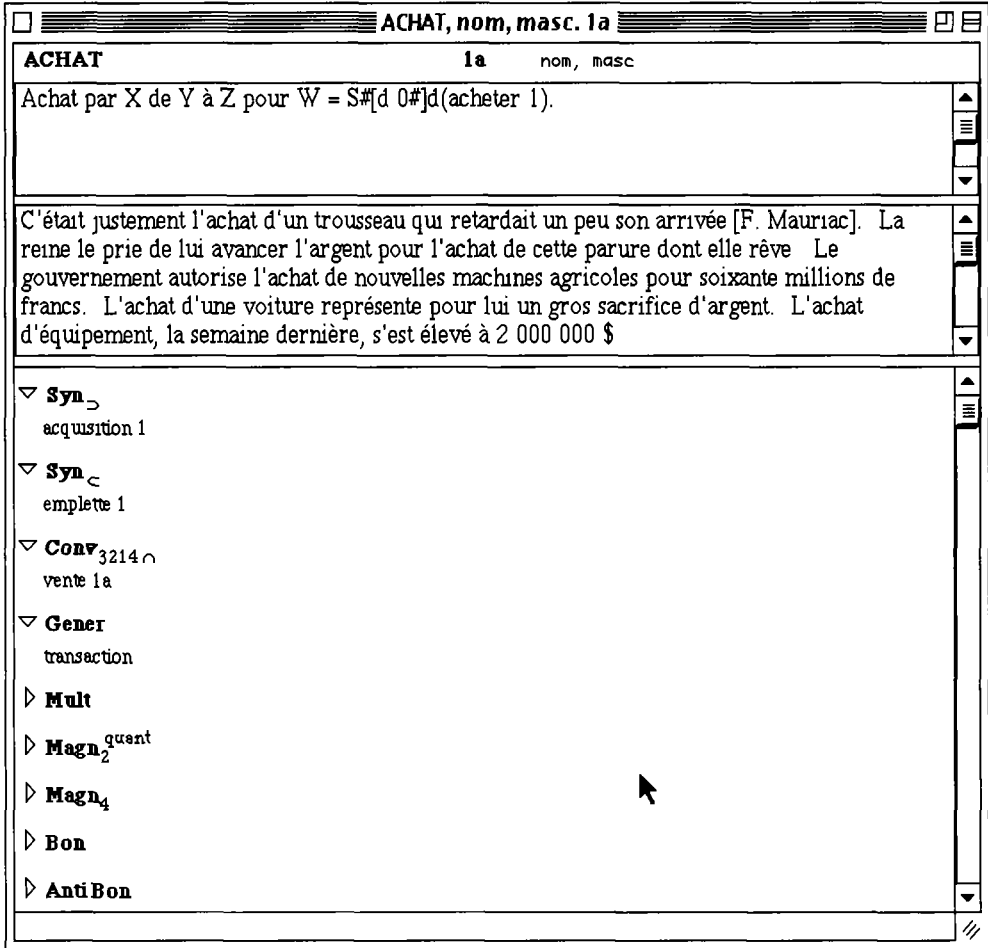 ACHAT, nom, masc. 1a
ACHAT 1a nom, masc
Achat par X de Y à Z pour W = S#[d 0#]d(acheter 1).
C'était justement l'achat d'un trousseau qui retardait un peu son arrivée [F. Mauriac]. La
reine le prie de lui avancer l'argent pour l'achat de cette parure dont elle rêve Le
gouvernement autorise l'achat de nouvelles machines agricoles pour soixante millions de
francs. L'achat d'une voiture représente pour lui un gros sacrifice d'argent. L'achat
d'équipement, la semaine dernière, s'est élevé à 2 000 000 $
Syn⊃
acquisition 1
Syn⊂
emplette 1
Conv3214∩
vente 1a
Gener
transaction
Mult
Magn2quant
Magn4
Bon
AntiBon